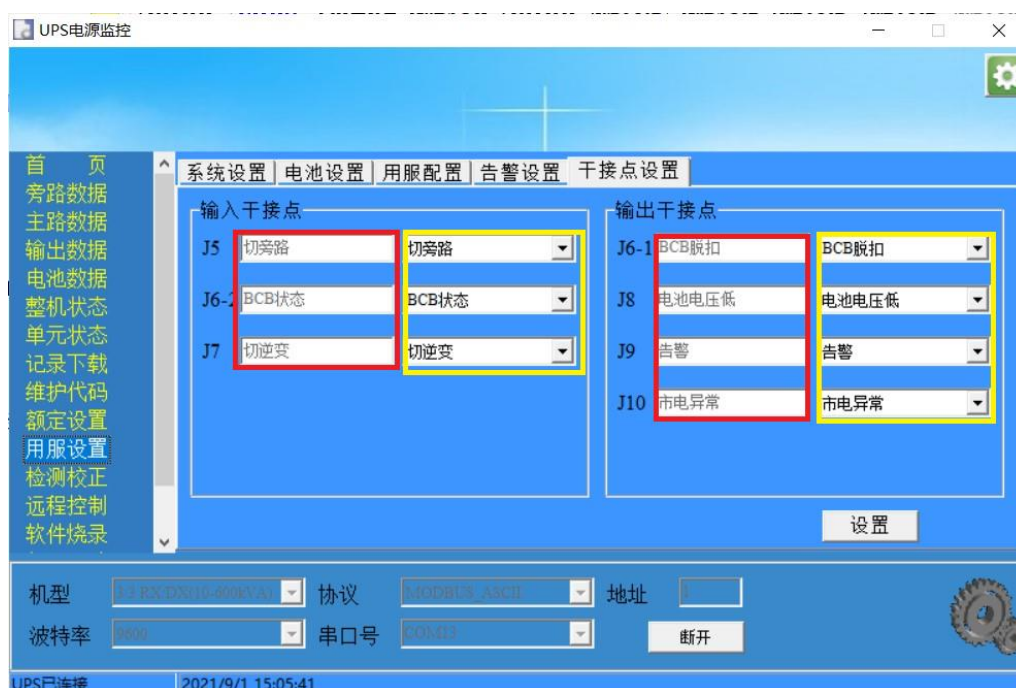 UPS电源监控
首 页
旁路数据
主路数据
输出数据
电池数据
整机状态
单元状态
记录下载
维护代码
额定设置
用服设置
检测校正
远程控制
软件烧录
系统设置 电池设置 用服配置 告警设置 干接点设置
输入干接点
J5 切旁路 切旁路
J6-2 BCB状态 BCB状态
J7 切逆变 切逆变
输出干接点
J6-1 BCB脱扣 BCB脱扣
J8 电池电压低 电池电压低
J9 告警 告警
J10 市电异常 市电异常
设置
机型 协议 MODBUS_ASCII 地址 1
波特率 9600 串口号 COM13 断开
UPS已连接 2021/9/1 15:05:41